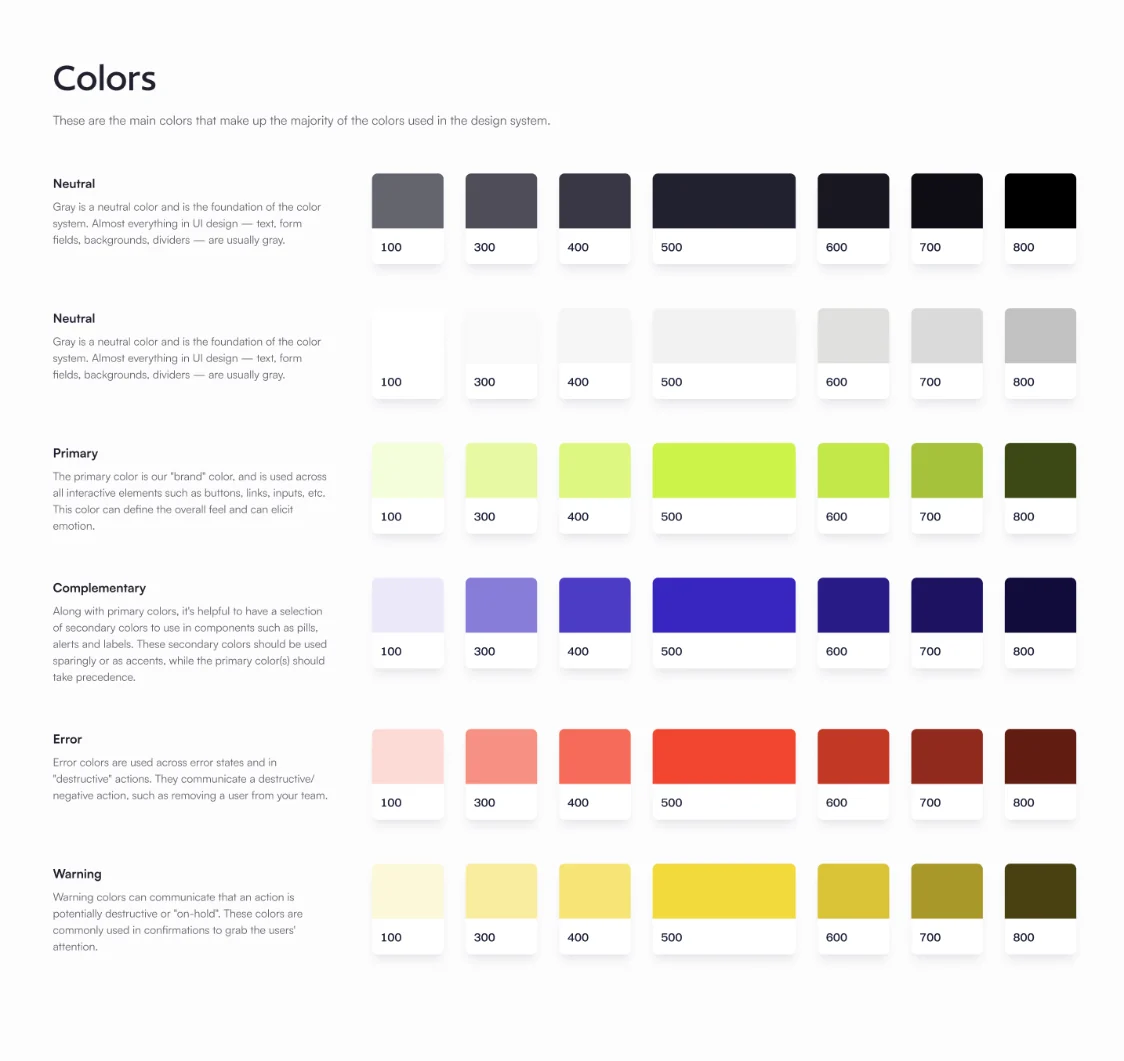 Colors
These are the main colors that make up the majority of the colors used in the design system.
Neutral
Gray is a neutral color and is the foundation of the color
system. Almost everything in UI design — text, form
fields, backgrounds, dividers — are usually gray.
100 300 400 500 600 700 800
Neutral
Gray is a neutral color and is the foundation of the color
system. Almost everything in UI design — text, form
fields, backgrounds, dividers — are usually gray.
100 300 400 500 600 700 800
Primary
The primary color is our "brand" color, and is used across
all interactive elements such as buttons, links, inputs, etc.
This color can define the overall feel and can elicit
emotion.
100 300 400 500 600 700 800
Complementary
Along with primary colors, it's helpful to have a selection
of secondary colors to use in components such as pills,
alerts and labels. These secondary colors should be used
sparingly or as accents, while the primary color(s) should
take precedence.
100 300 400 500 600 700 800
Error
Error colors are used across error states and in
"destructive" actions. They communicate a destructive/
negative action, such as removing a user from your team.
100 300 400 500 600 700 800
Warning
Warning colors can communicate that an action is
potentially destructive or "on-hold". These colors are
commonly used in confirmations to grab the users'
attention.
100 300 400 500 600 700 800